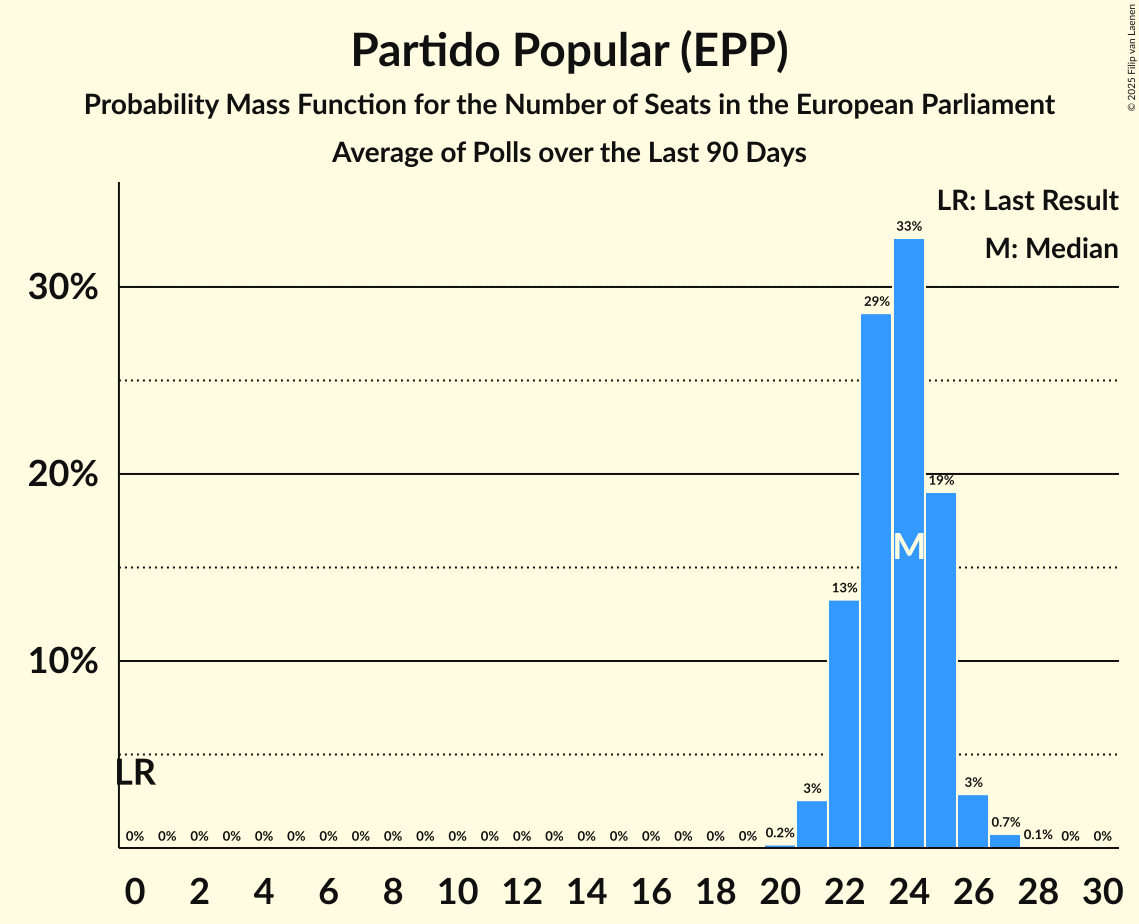 Partido Popular (EPP)
Probability Mass Function for the Number of Seats in the European Parliament
Average of Polls over the Last 90 Days
© 2025 Filip van Laenen
LR: Last Result
M: Median
30%
20%
10%
33%
29%
19%
M
13%
LR
3%
3%
0.7%
0% 0% 0% 0% 0% 0% 0% 0% 0% 0% 0% 0% 0% 0% 0% 0% 0% 0% 0% 0% 0.2% 0.1% 0% 0%
0 2 4 6 8 10 12 14 16 18 20 22 24 26 28 30